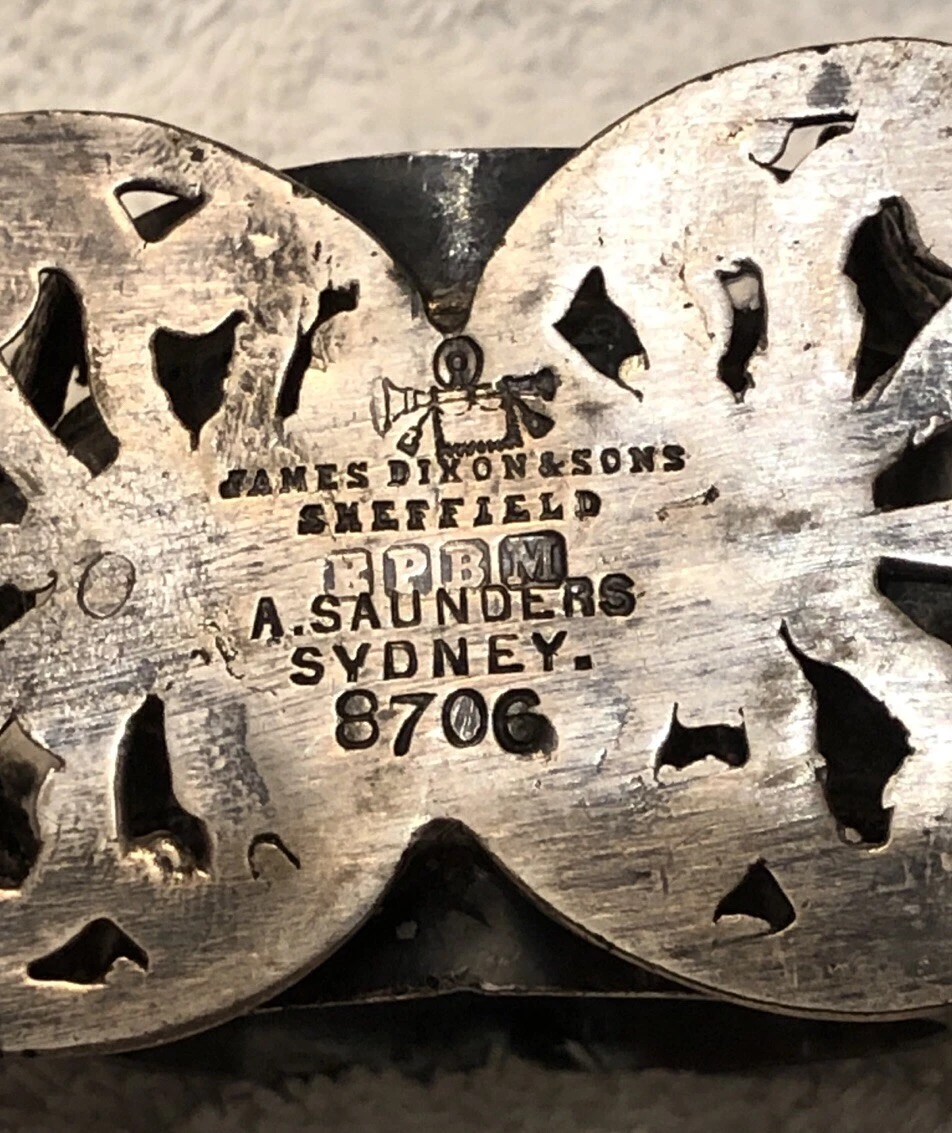 JAMES DIXON & SONS
SHEFFIELD
EPBM
A. SAUNDERS
SYDNEY.
8706